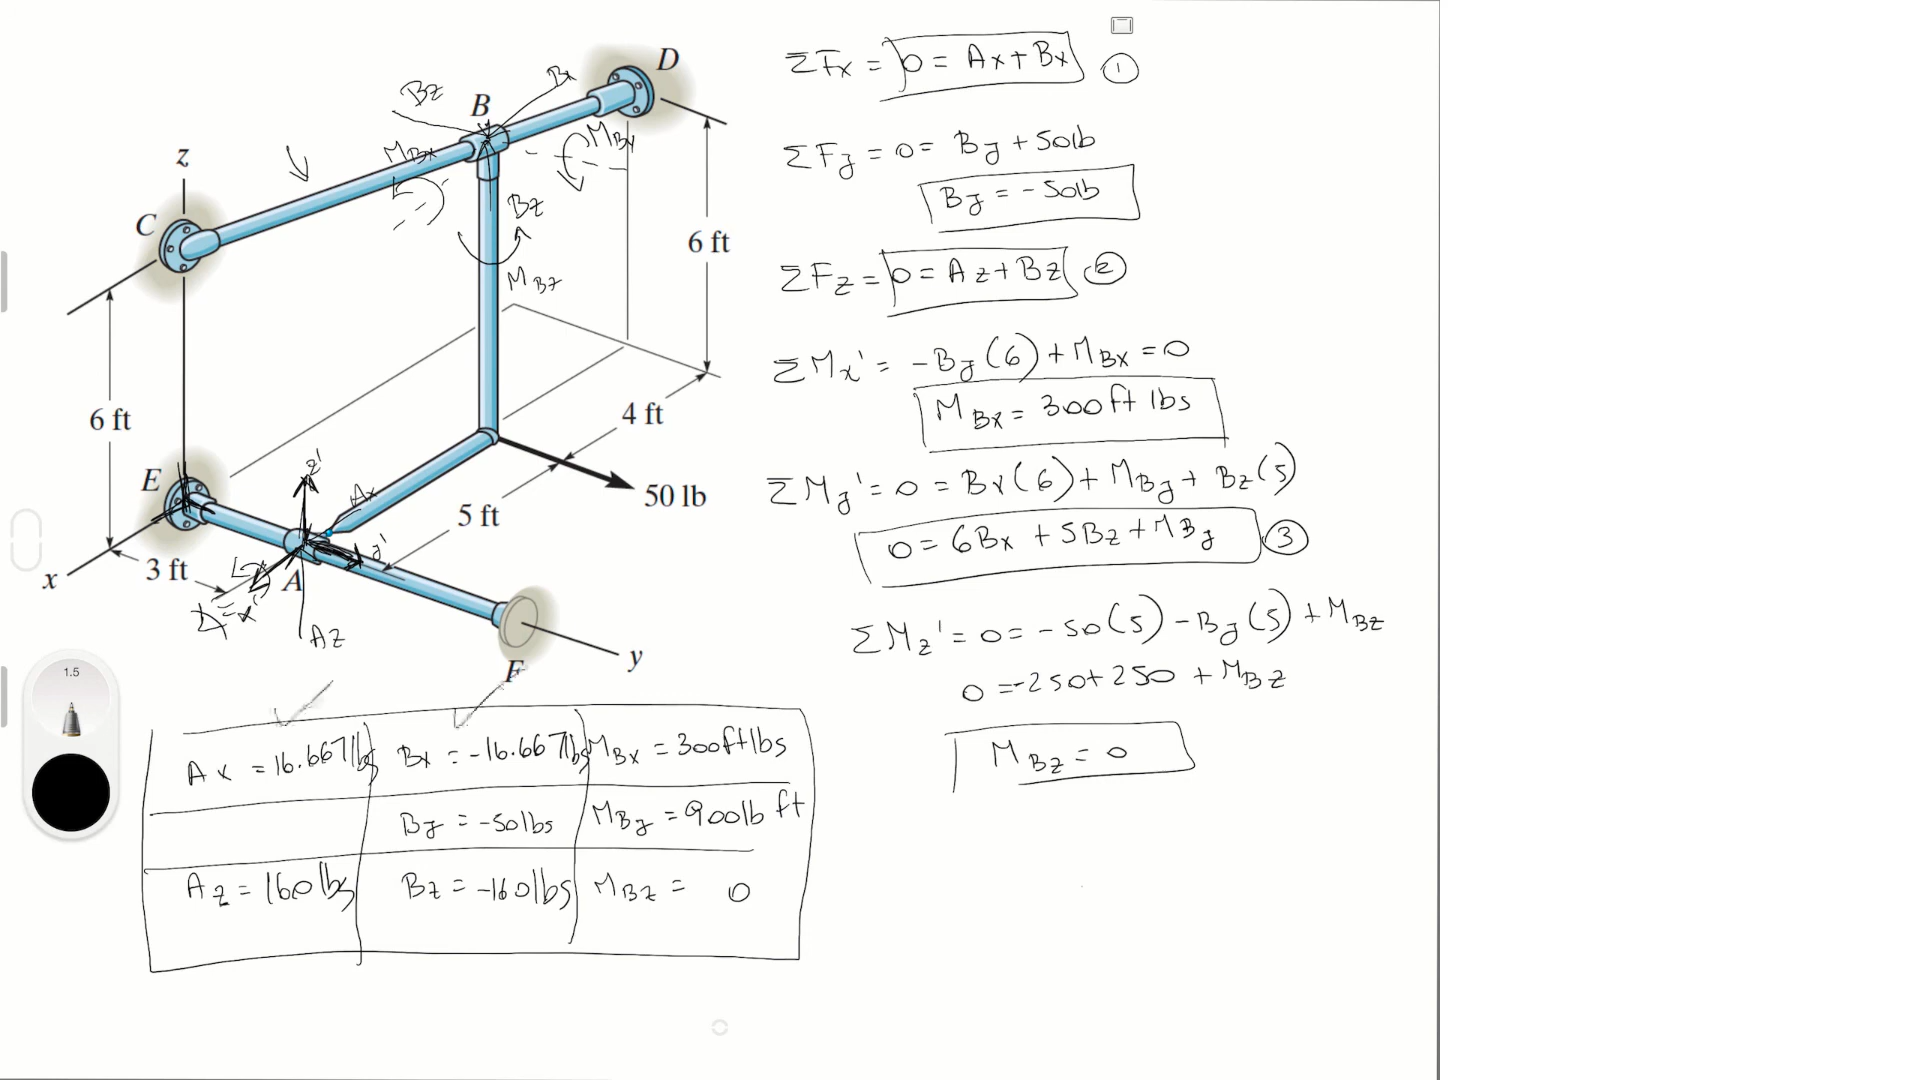 ΣFx = 0 = Ax + Bx ①
ΣFy = 0 = By + 50lb
By = -50lb
ΣFz = 0 = Az + Bz ②
ΣMx' = -By(6) + MBx = 0
MBx = 300ft lbs
ΣMy' = 0 = Bx(6) + MBy + Bz(5)
0 = 6Bx + 5Bz + MBy ③
ΣMz' = 0 = -50(5) - By(5) + MBz
0 = -250 + 250 + MBz
MBz = 0
D
Bx
Bz
B
MBy
MBx
z
C
Bz
6 ft
MBz
6 ft
4 ft
z'
E
Ax
50 lb
5 ft
y'
3 ft
A
x
x'
Az
F
y
1.5
Ax = 16.667lbs Bx = -16.667lbs MBx = 300ftlbs
By = -50lbs MBy = 900lb ft
Az = 160lbs Bz = -160lbs MBz = 0